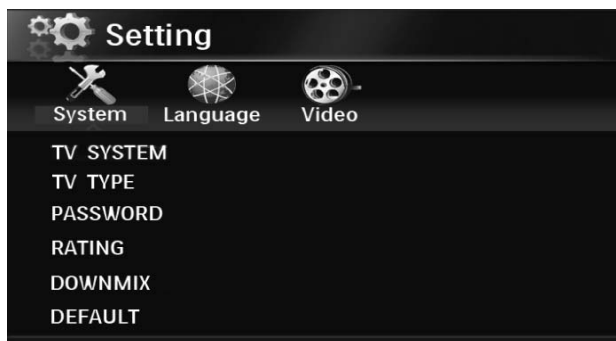 Setting
System Language Video
TV SYSTEM
TV TYPE
PASSWORD
RATING
DOWNMIX
DEFAULT